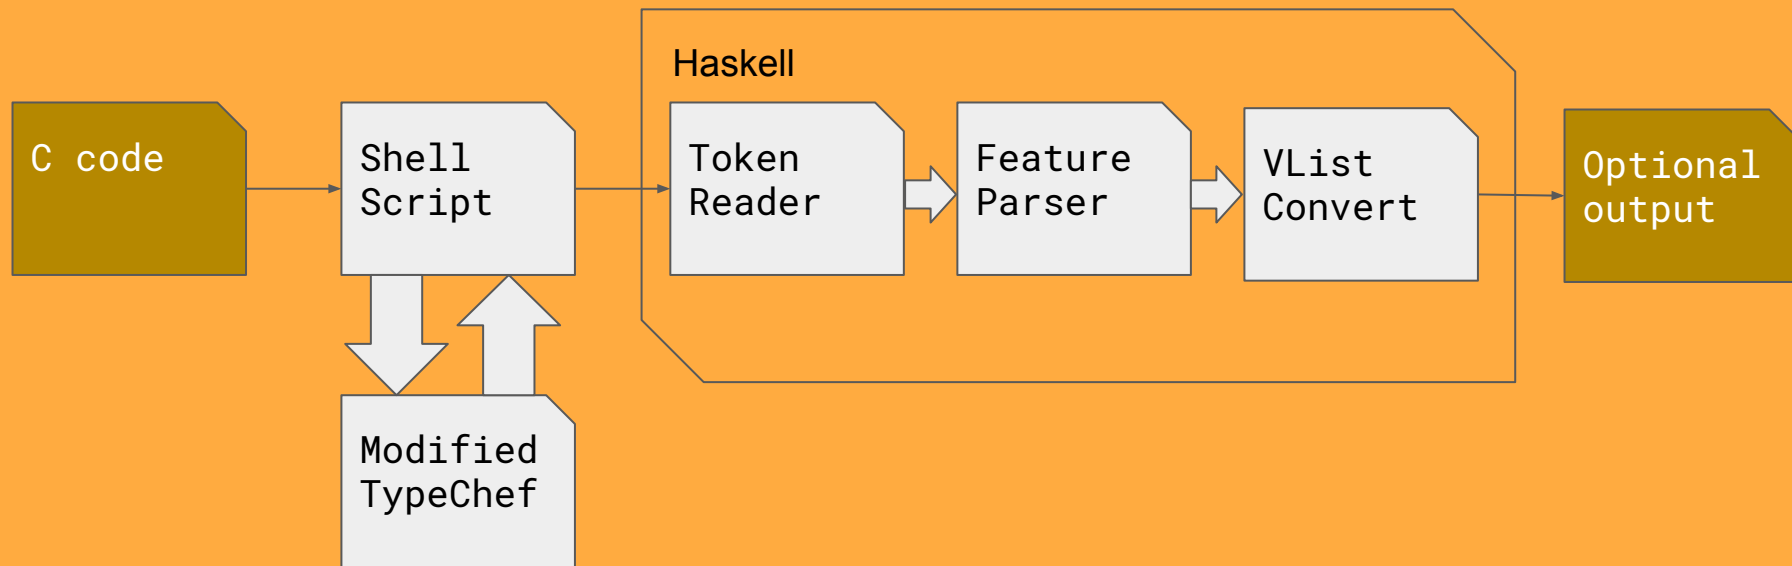 Haskell
C code
Shell
Script
Token
Reader
Feature
Parser
VList
Convert
Optional
output
Modified
TypeChef